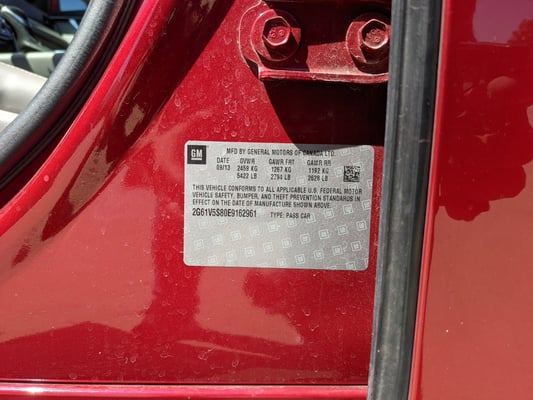 GM
MFD BY GENERAL MOTORS OF CANADA LTD.
DATE GVWR GAWR FRT GAWR RR
09/13 2459 KG 1267 KG 1192 KG
5422 LB 2794 LB 2628 LB
THIS VEHICLE CONFORMS TO ALL APPLICABLE U.S. FEDERAL MOTOR
VEHICLE SAFETY, BUMPER, AND THEFT PREVENTION STANDARDS
IN EFFECT ON THE DATE OF MANUFACTURE SHOWN ABOVE.
2G61V5S80E9162961 TYPE: PASS CAR